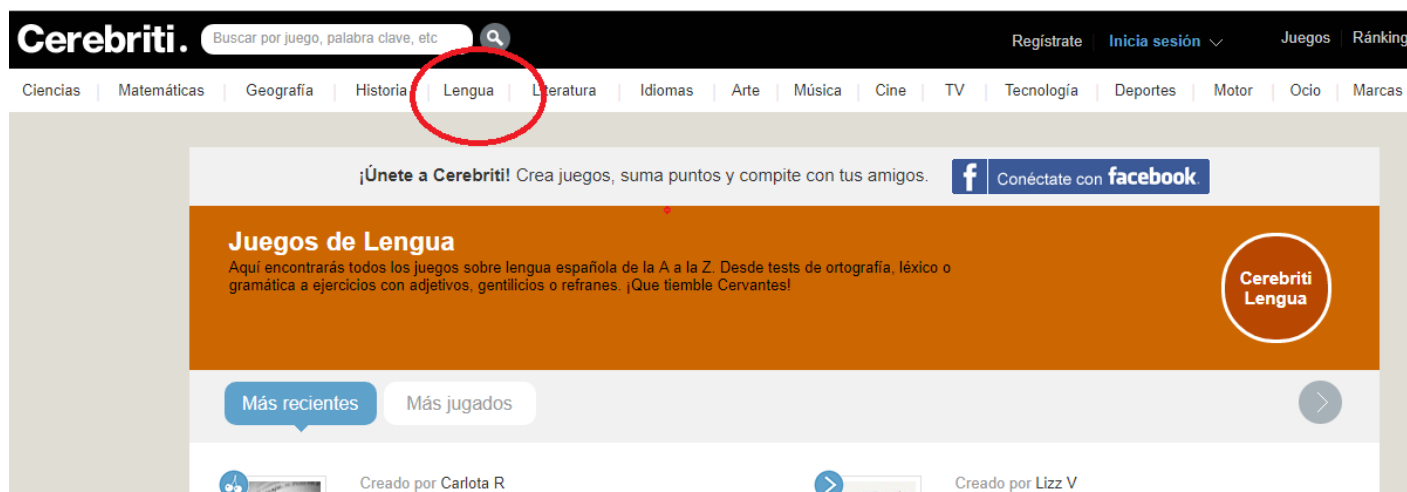 Cerebriti. Buscar por juego, palabra clave, etc Regístrate Inicia sesión Juegos Ránking
Ciencias Matemáticas Geografía Historia Lengua Literatura Idiomas Arte Música Cine TV Tecnología Deportes Motor Ocio Marcas
¡Únete a Cerebriti! Crea juegos, suma puntos y compite con tus amigos. f Conéctate con facebook.
Juegos de Lengua
Aquí encontrarás todos los juegos sobre lengua española de la A a la Z. Desde tests de ortografía, léxico o
gramática a ejercicios con adjetivos, gentilicios o refranes. ¡Que tiemble Cervantes!
Cerebriti
Lengua
Más recientes Más jugados
Creado por Carlota R Creado por Lizz V